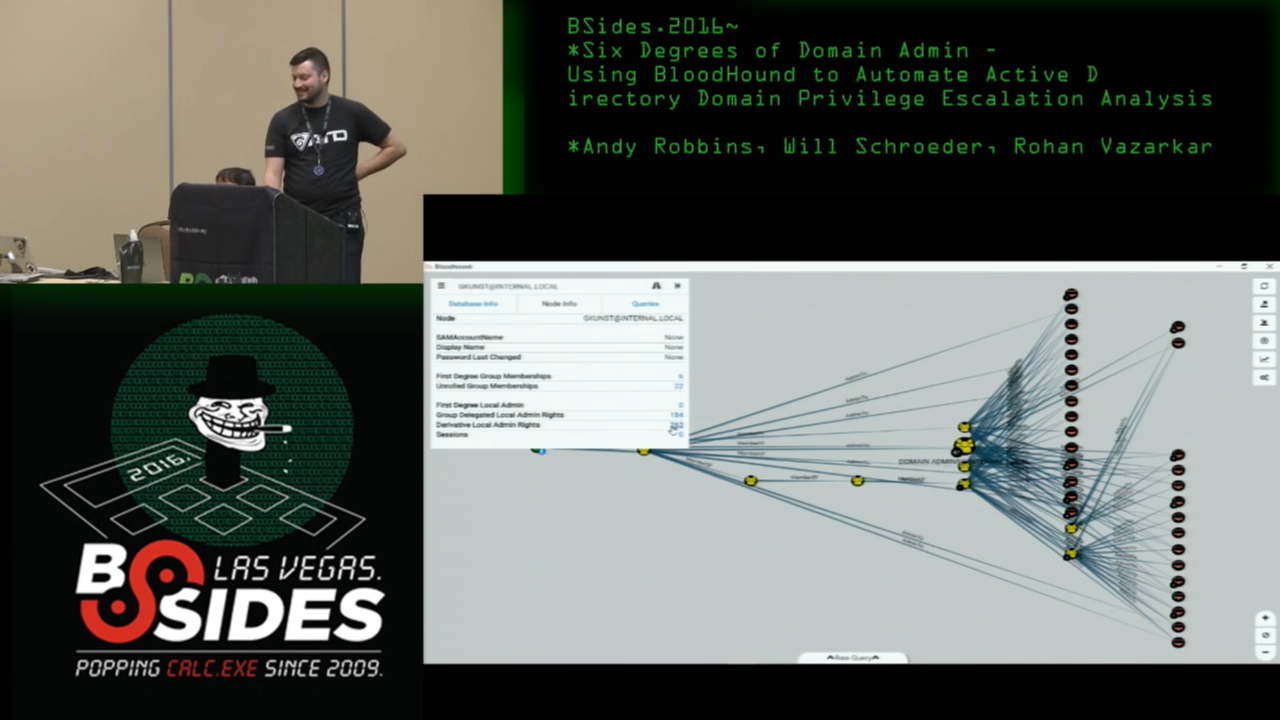 BSides.2016~
*Six Degrees of Domain Admin -
Using BloodHound to Automate Active D
irectory Domain Privilege Escalation Analysis
*Andy Robbins, Will Schroeder, Rohan Vazarkar
BloodHound
GKUNST@INTERNAL.LOCAL
Database Info Node Info Queries
Node GKUNST@INTERNAL.LOCAL
SAMAccountName None
Display Name None
Password Last Changed None
First Degree Group Memberships 6
Unrolled Group Memberships 22
First Degree Local Admin 0
Group Delegated Local Admin Rights 184
Derivative Local Admin Rights
Sessions 0
DOMAIN ADMINS
MemberOf
Raw Query
2016.
BSIDES
LAS VEGAS.
POPPING CALC.EXE SINCE 2009.